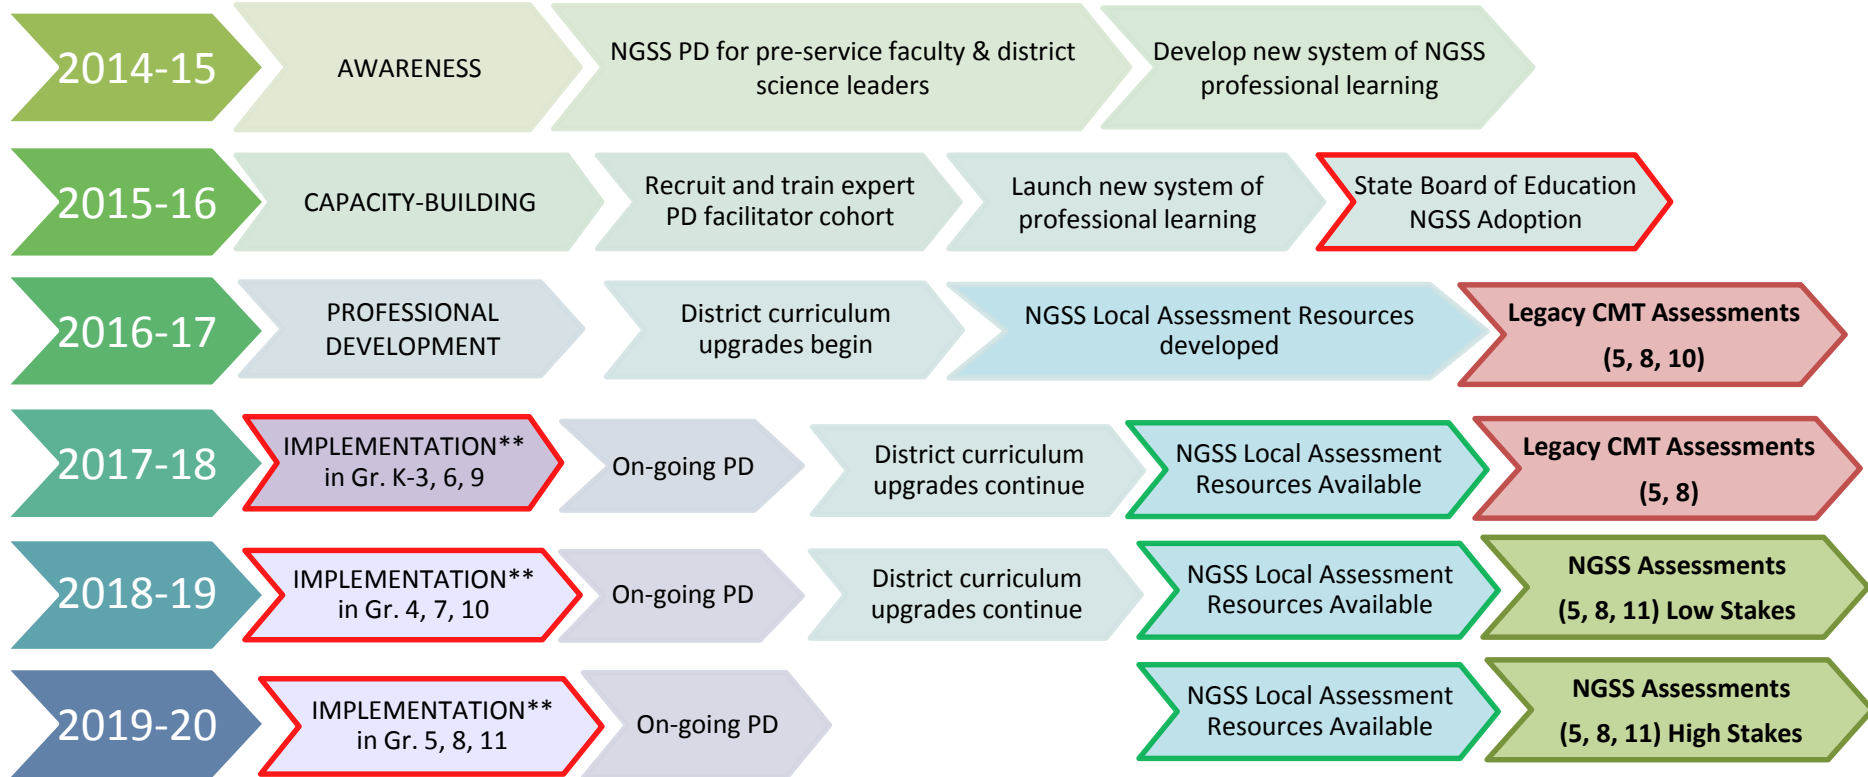 2014-15
AWARENESS
NGSS PD for pre-service faculty & district
science leaders
Develop new system of NGSS
professional learning
2015-16
CAPACITY-BUILDING
Recruit and train expert
PD facilitator cohort
Launch new system of
professional learning
State Board of Education
NGSS Adoption
2016-17
PROFESSIONAL
DEVELOPMENT
District curriculum
upgrades begin
NGSS Local Assessment Resources
developed
Legacy CMT Assessments
(5, 8, 10)
2017-18
IMPLEMENTATION**
in Gr. K-3, 6, 9
On-going PD
District curriculum
upgrades continue
NGSS Local Assessment
Resources Available
Legacy CMT Assessments
(5, 8)
2018-19
IMPLEMENTATION**
in Gr. 4, 7, 10
On-going PD
District curriculum
upgrades continue
NGSS Local Assessment
Resources Available
NGSS Assessments
(5, 8, 11) Low Stakes
2019-20
IMPLEMENTATION**
in Gr. 5, 8, 11
On-going PD
NGSS Local Assessment
Resources Available
NGSS Assessments
(5, 8, 11) High Stakes